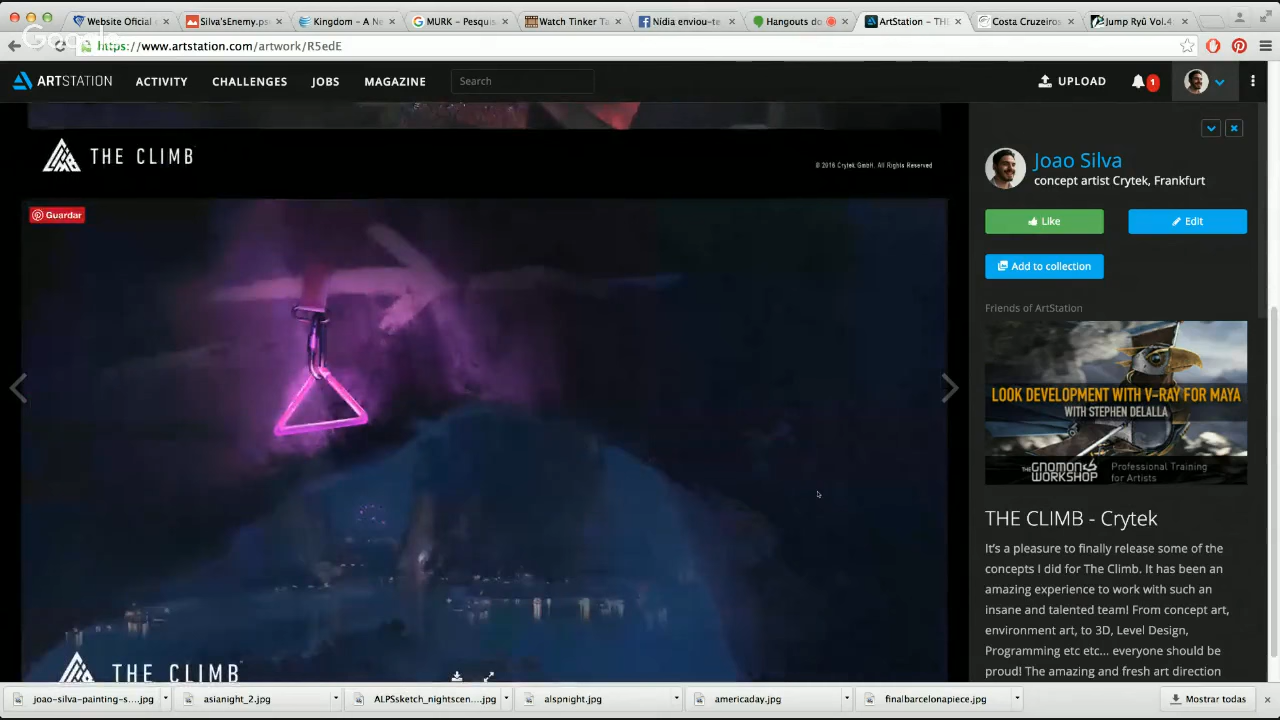 Website Oficial
Silva'sEnemy.ps
Kingdom – A Ne
MURK - Pesquis
Watch Tinker Ta
Nidia enviou-te
Hangouts do
ArtStation - THE
Costa Cruzeiros
Jump Ryū Vol.4
https://www.artstation.com/artwork/R5edE
ARTSTATION
ACTIVITY
CHALLENGES
JOBS
MAGAZINE
Search
UPLOAD
1
THE CLIMB
© 2016 Crytek GmbH. All Rights Reserved
Guardar
THE CLIMB
Joao Silva
concept artist Crytek, Frankfurt
Like
Edit
Add to collection
Friends of ArtStation
LOOK DEVELOPMENT WITH V-RAY FOR MAYA
WITH STEPHEN DELALLA
THE GNOMON WORKSHOP
Professional Training
for Artists
THE CLIMB - Crytek
It's a pleasure to finally release some of the
concepts I did for The Climb. It has been an
amazing experience to work with such an
insane and talented team! From concept art,
environment art, to 3D, Level Design,
Programming etc etc... everyone should be
proud! The amazing and fresh art direction
joao-silva-painting-s....jpg
asianight_2.jpg
ALPSsketch_nightscen....jpg
alspnight.jpg
americaday.jpg
finalbarcelonapiece.jpg
Mostrar todas